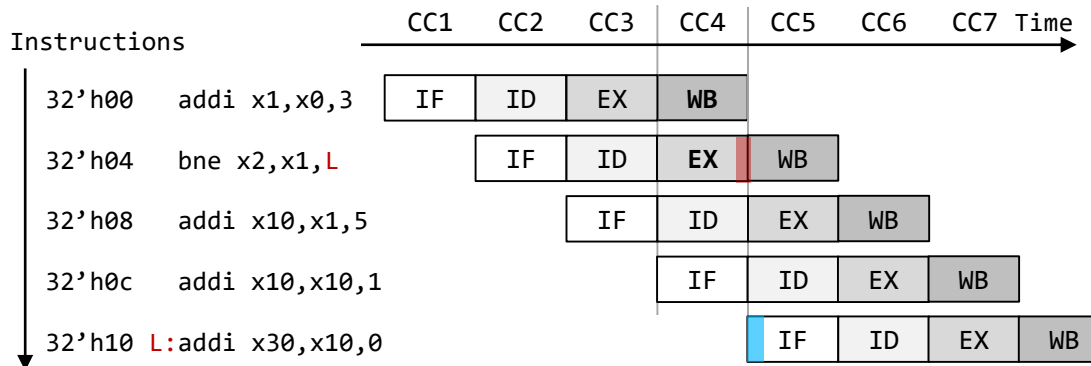 CC1 CC2 CC3 CC4 CC5 CC6 CC7 Time
Instructions
32’h00 addi x1,x0,3 IF ID EX WB
32’h04 bne x2,x1,L IF ID EX WB
32’h08 addi x10,x1,5 IF ID EX WB
32’h0c addi x10,x10,1 IF ID EX WB
32’h10 L:addi x30,x10,0 IF ID EX WB